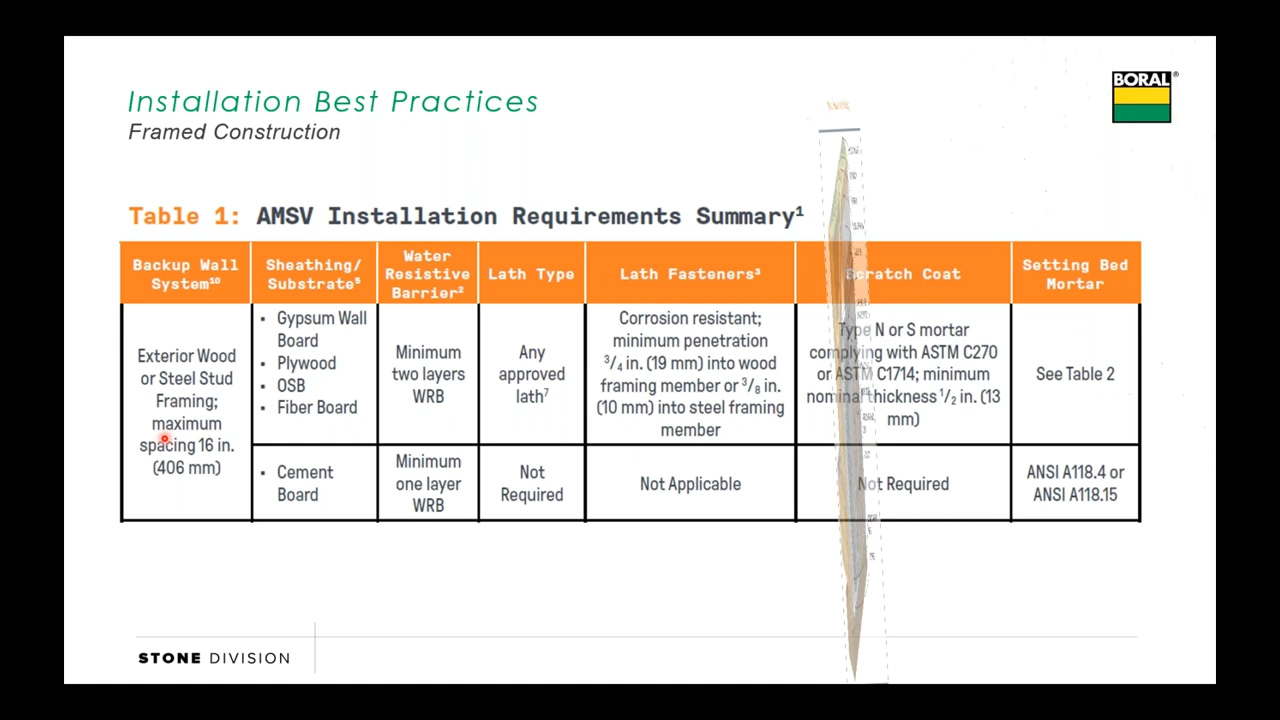 BORAL®
Installation Best Practices
Framed Construction
Table 1: AMSV Installation Requirements Summary¹
Backup Wall
System¹⁰
Sheathing/
Substrate⁵
Water
Resistive
Barrier²
Lath Type
Lath Fasteners³
Scratch Coat
Setting Bed
Mortar
Exterior Wood
or Steel Stud
Framing;
maximum
spacing 16 in.
(406 mm)
▪ Gypsum Wall
Board
▪ Plywood
▪ OSB
▪ Fiber Board
Minimum
two layers
WRB
Any
approved
lath⁷
Corrosion resistant;
minimum penetration
³/₄ in. (19 mm) into wood
framing member or ³/₈ in.
(10 mm) into steel framing
member
Type N or S mortar
complying with ASTM C270
or ASTM C1714; minimum
nominal thickness ¹/₂ in. (13
mm)
See Table 2
▪ Cement
Board
Minimum
one layer
WRB
Not
Required
Not Applicable
Not Required
ANSI A118.4 or
ANSI A118.15
STONE DIVISION